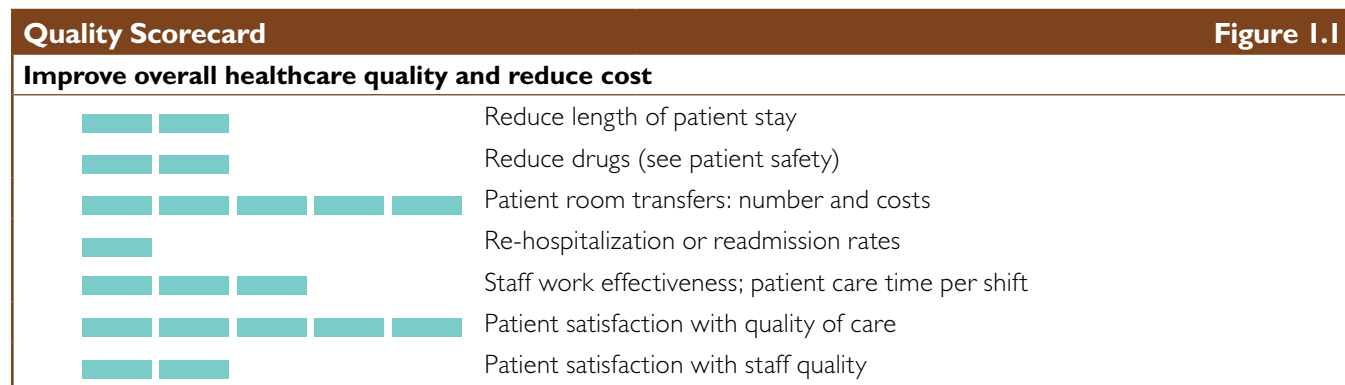 Quality Scorecard Figure 1.1
Improve overall healthcare quality and reduce cost
Reduce length of patient stay
Reduce drugs (see patient safety)
Patient room transfers: number and costs
Re-hospitalization or readmission rates
Staff work effectiveness; patient care time per shift
Patient satisfaction with quality of care
Patient satisfaction with staff quality